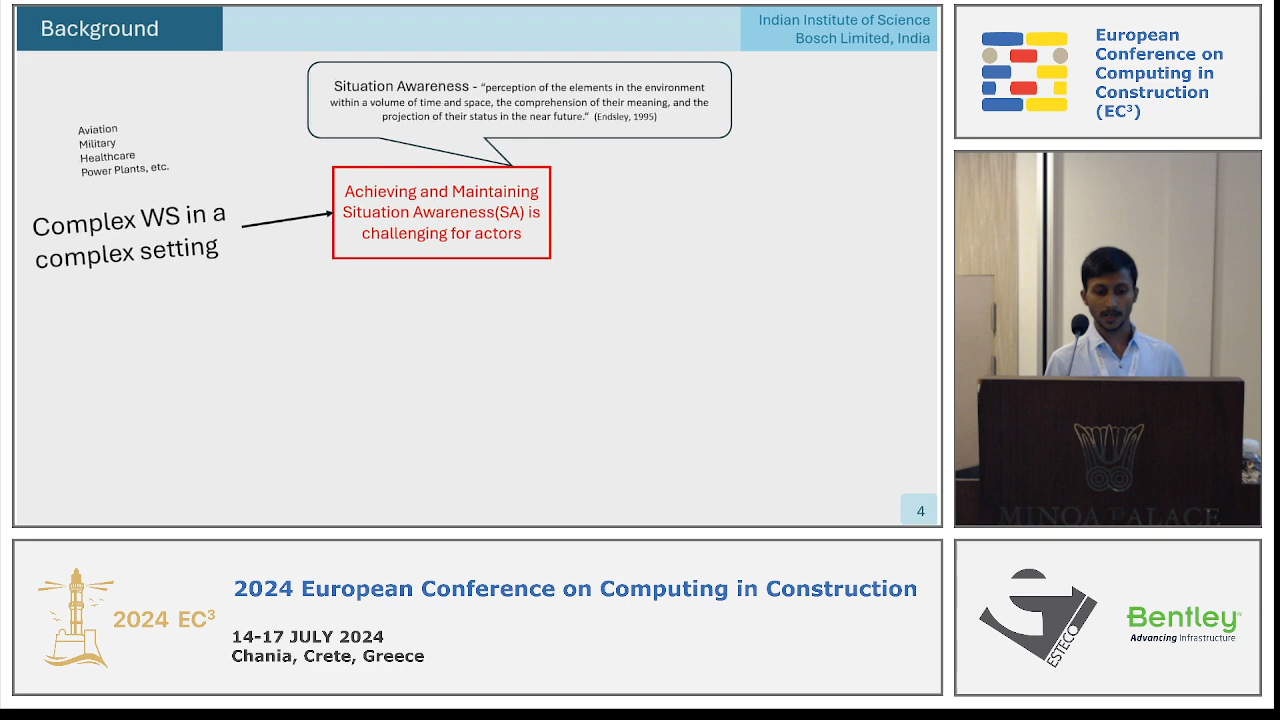 Background
Indian Institute of Science
Bosch Limited, India
Situation Awareness - “perception of the elements in the environment
within a volume of time and space, the comprehension of their meaning, and the
projection of their status in the near future.” (Endsley, 1995)
Aviation
Military
Healthcare
Power Plants, etc.
Complex WS in a
complex setting
Achieving and Maintaining
Situation Awareness(SA) is
challenging for actors
4
European
Conference on
Computing in
Construction
(EC³)
MINOA PALACE
2024 EC³
2024 European Conference on Computing in Construction
14-17 JULY 2024
Chania, Crete, Greece
ESTECO
Bentley®
Advancing Infrastructure